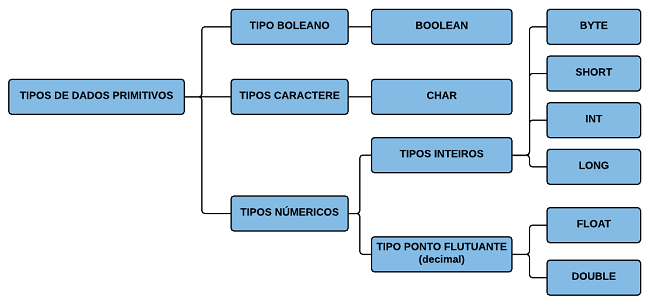 TIPOS DE DADOS PRIMITIVOS
TIPO BOLEANO
BOOLEAN
TIPOS CARACTERE
CHAR
TIPOS NÚMERICOS
TIPOS INTEIROS
BYTE
SHORT
INT
LONG
TIPO PONTO FLUTUANTE
(decimal)
FLOAT
DOUBLE